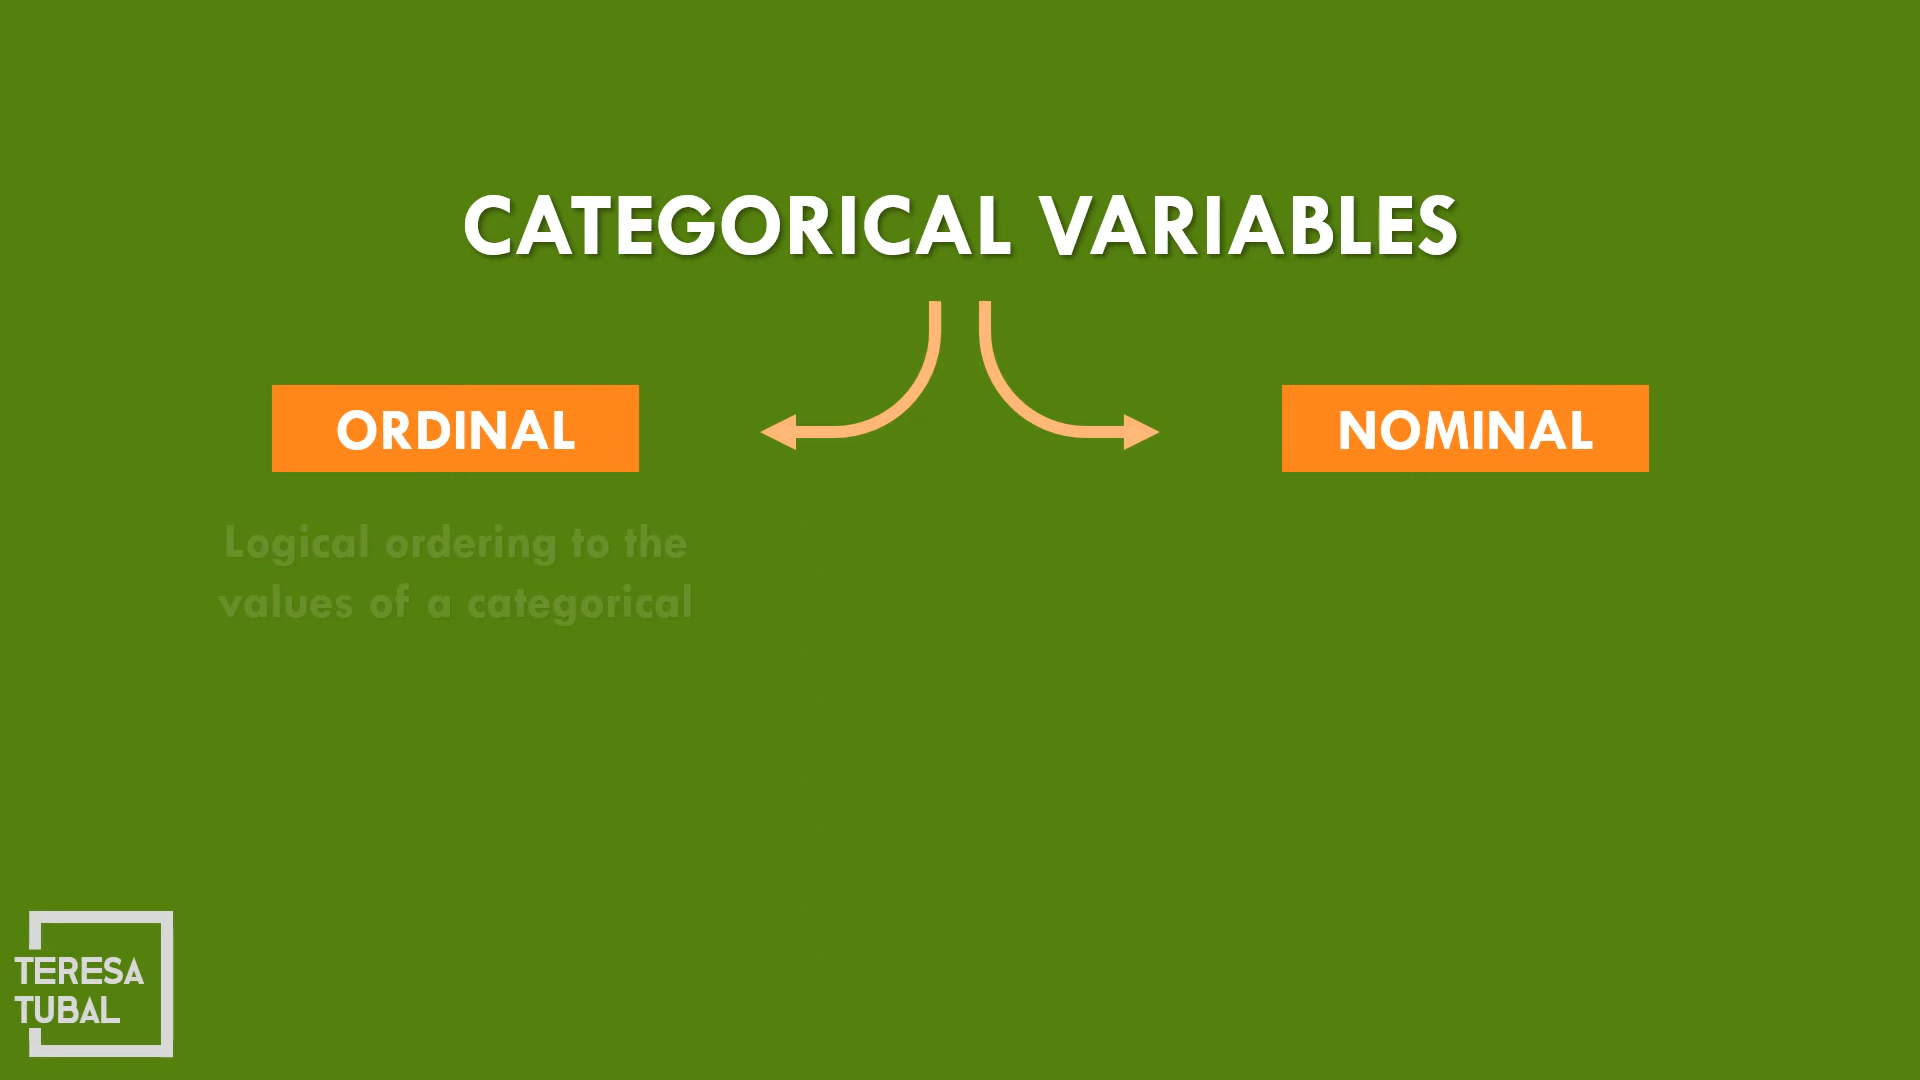 CATEGORICAL VARIABLES
ORDINAL
NOMINAL
Logical ordering to the
values of a categorical
TERESA
TUBAL